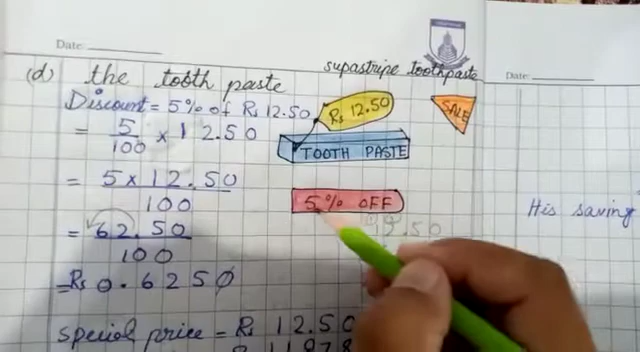 Date:
Date:
(d) the tooth paste
supastripe toothpaste
Discount = 5% of Rs 12.50
Rs 12.50
SALE
= 5/100 × 12.50
TOOTH PASTE
= 5 × 12.50
100
5% OFF
His saving
= 62.50
100
= Rs 0.6250
special price = Rs 12.50